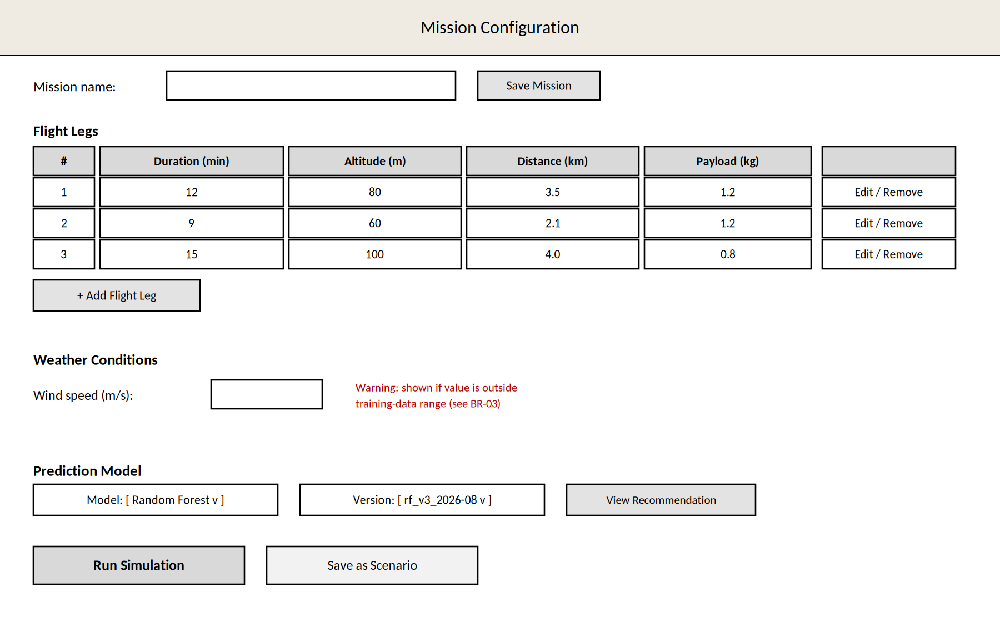 Mission Configuration
Mission name: Save Mission
Flight Legs
# Duration (min) Altitude (m) Distance (km) Payload (kg)
1 12 80 3.5 1.2 Edit / Remove
2 9 60 2.1 1.2 Edit / Remove
3 15 100 4.0 0.8 Edit / Remove
+ Add Flight Leg
Weather Conditions
Wind speed (m/s):
Warning: shown if value is outside
training-data range (see BR-03)
Prediction Model
Model: [ Random Forest v ] Version: [ rf_v3_2026-08 v ] View Recommendation
Run Simulation Save as Scenario